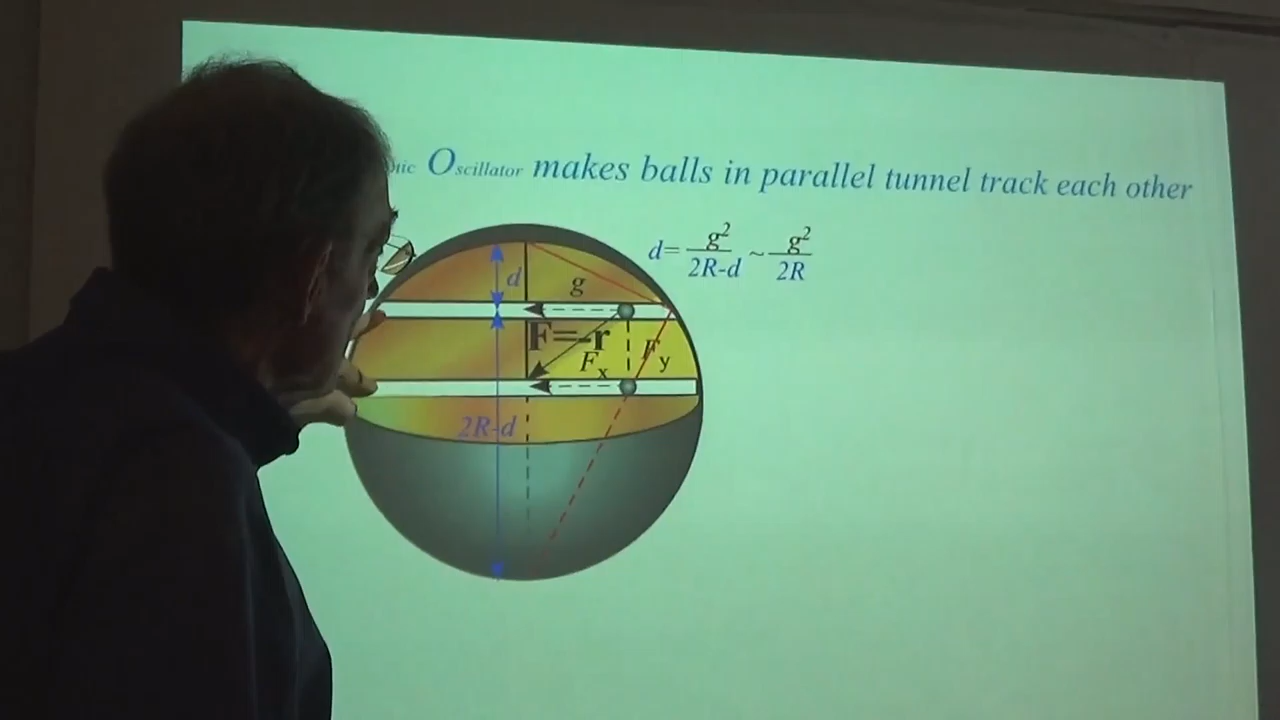 Oscillator makes balls in parallel tunnel track each other
d= g²/2R-d ~ g²/2R
d
g
F=-r
Fx
Fy
2R-d